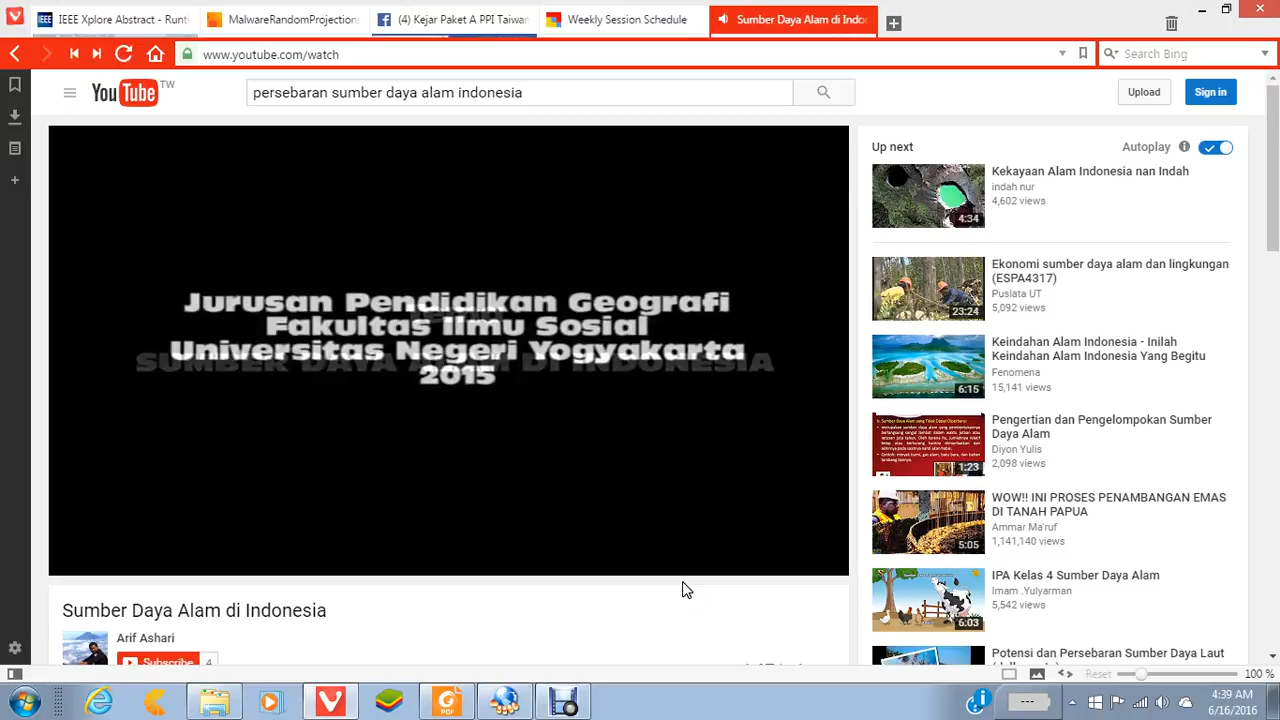 IEEE Xplore Abstract - Runti
MalwareRandomProjection
(4) Kejar Paket A PPI Taiwan
Weekly Session Schedule
Sumber Daya Alam di Indo
www.youtube.com/watch
Search Bing
YouTube TW
persebaran sumber daya alam indonesia
Upload
Sign in
Jurusan Pendidikan Geografi
Fakultas Ilmu Sosial
Universitas Negeri Yogyakarta
SUMBER DAYA ALAM DI INDONESIA
2015
Up next
Autoplay
Kekayaan Alam Indonesia nan Indah
indah nur
4,602 views
4:34
Ekonomi sumber daya alam dan lingkungan
(ESPA4317)
Puslata UT
5,092 views
23:24
Keindahan Alam Indonesia - Inilah
Keindahan Alam Indonesia Yang Begitu
Fenomena
15,141 views
6:15
Pengertian dan Pengelompokan Sumber
Daya Alam
Diyon Yulis
2,098 views
1:23
WOW!! INI PROSES PENAMBANGAN EMAS
DI TANAH PAPUA
Ammar Ma'ruf
1,141,140 views
5:05
IPA Kelas 4 Sumber Daya Alam
Imam .Yulyarman
5,542 views
6:03
Potensi dan Persebaran Sumber Daya Laut
Sumber Daya Alam di Indonesia
Arif Ashari
Subscribe 4
Reset
100 %
PDF
4:39 AM
6/16/2016